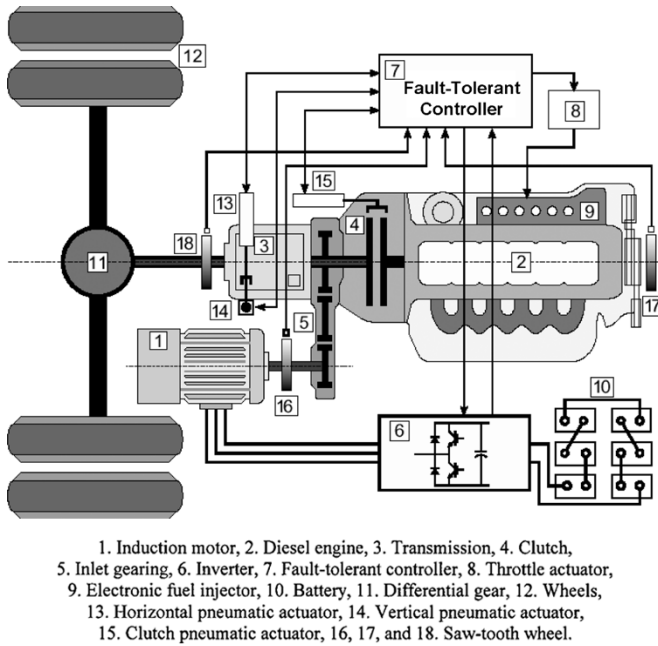 12
7
Fault-Tolerant
Controller
8
15
13
4
9
18
3
11
2
14
17
5
1
16
10
6
1. Induction motor, 2. Diesel engine, 3. Transmission, 4. Clutch,
5. Inlet gearing, 6. Inverter, 7. Fault-tolerant controller, 8. Throttle actuator,
9. Electronic fuel injector, 10. Battery, 11. Differential gear, 12. Wheels,
13. Horizontal pneumatic actuator, 14. Vertical pneumatic actuator,
15. Clutch pneumatic actuator, 16, 17, and 18. Saw-tooth wheel.